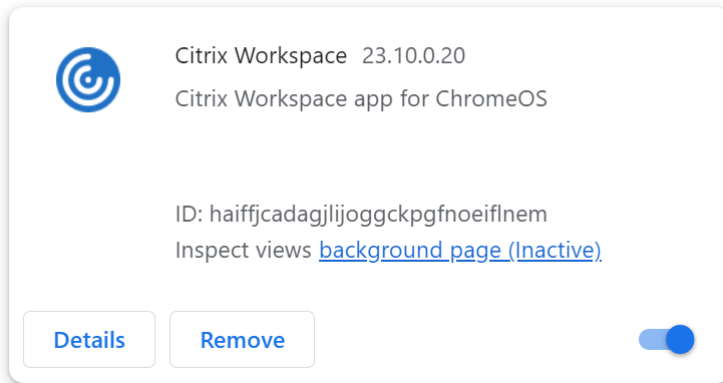 Citrix Workspace 23.10.0.20
Citrix Workspace app for ChromeOS
ID: haiffjcadagjlijoggckpgfnoeiflnem
Inspect views background page (Inactive)
Details Remove